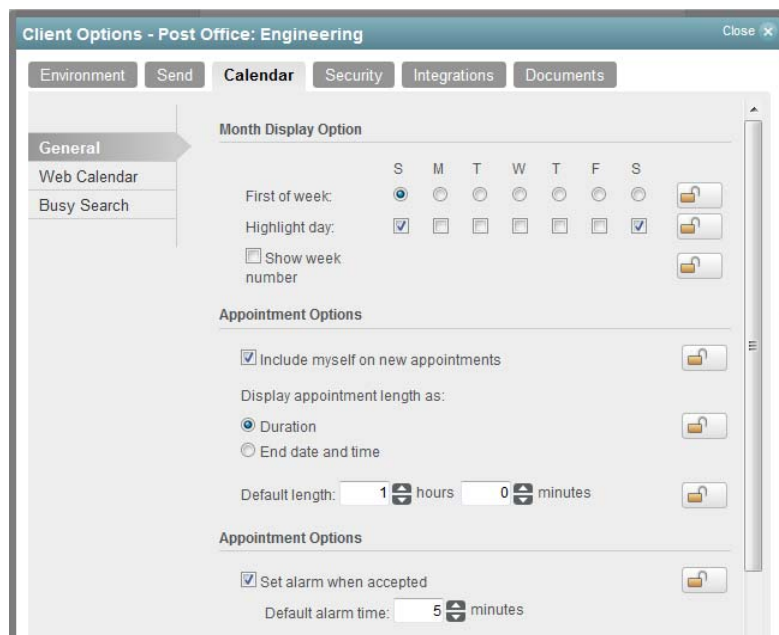 Client Options - Post Office: Engineering Close
Environment Send Calendar Security Integrations Documents
General
Web Calendar
Busy Search
Month Display Option
S M T W T F S
First of week:
Highlight day:
Show week
number
Appointment Options
Include myself on new appointments
Display appointment length as:
Duration
End date and time
Default length: 1 hours 0 minutes
Appointment Options
Set alarm when accepted
Default alarm time: 5 minutes